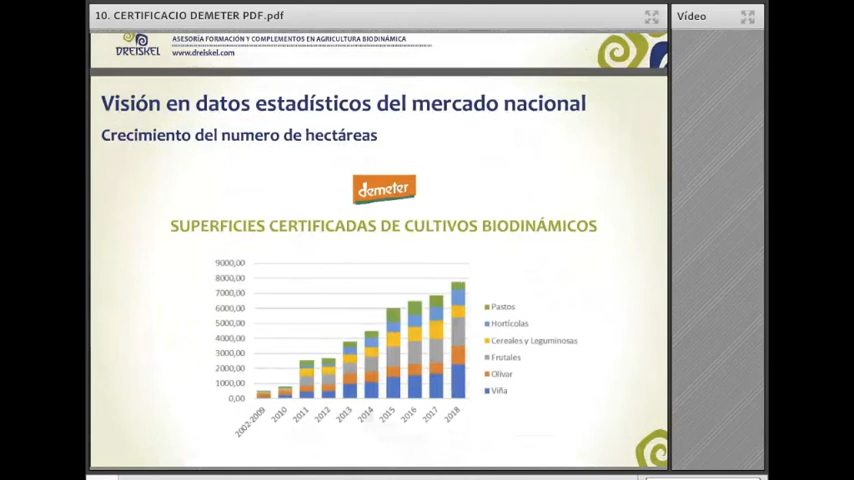 10. CERTIFICACIO DEMETER PDF.pdf
Vídeo
DREISKEL
ASESORÍA FORMACIÓN Y COMPLEMENTOS EN AGRICULTURA BIODINÁMICA
www.dreiskel.com
Visión en datos estadísticos del mercado nacional
Crecimiento del numero de hectáreas
demeter
SUPERFICIES CERTIFICADAS DE CULTIVOS BIODINÁMICOS
9000,00
8000,00
7000,00
6000,00
5000,00
4000,00
3000,00
2000,00
1000,00
0,00
2002-2009
2010
2011
2012
2013
2014
2015
2016
2017
2018
Pastos
Hortícolas
Cereales y Leguminosas
Frutales
Olivar
Viña